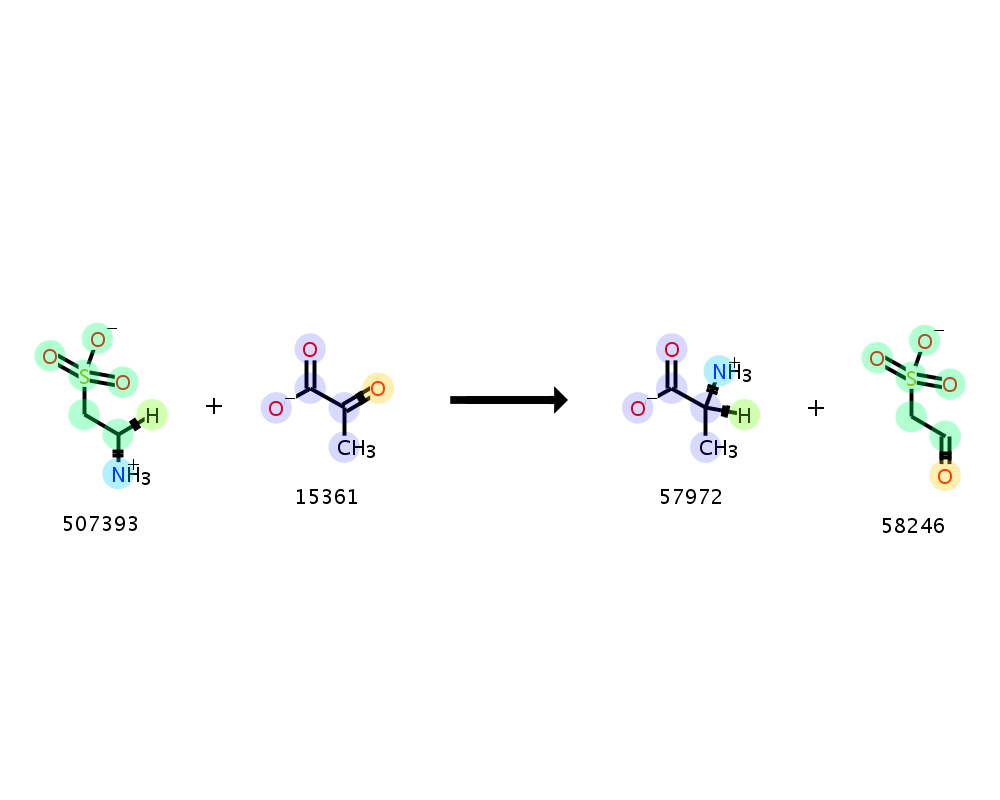 O⁻ O S O H NH₃⁺
+
O O⁻ O CH₃
O O⁻ NH₃⁺ H CH₃
+
O⁻ O S O O
507393
15361
57972
58246